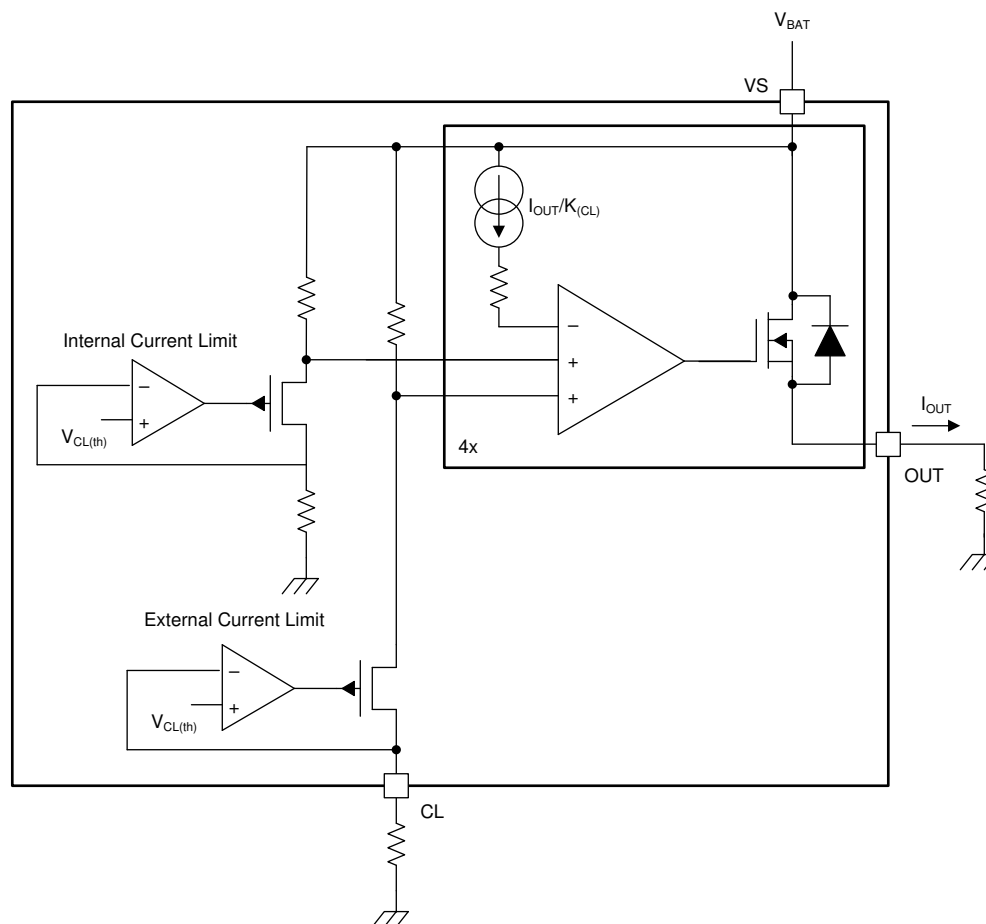 VBAT
VS
IOUT/K(CL)
−
+
+
Internal Current Limit
−
+
VCL(th)
4x
IOUT
OUT
External Current Limit
−
+
VCL(th)
CL